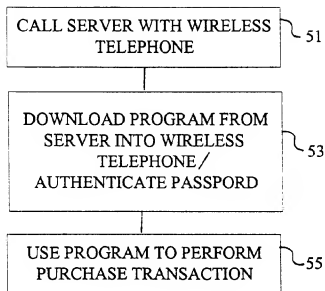 CALL SERVER WITH WIRELESS
TELEPHONE
51
DOWNLOAD PROGRAM FROM
SERVER INTO WIRELESS
TELEPHONE/
AUTHENTICATE PASSPORD
53
USE PROGRAM TO PERFORM
PURCHASE TRANSACTION
55